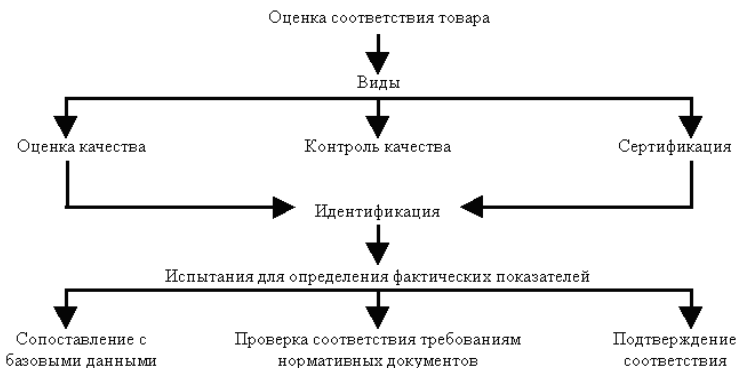 Оценка соответствия товара
Виды
Оценка качества
Контроль качества
Сертификация
Идентификация
Испытания для определения фактических показателей
Сопоставление с
базовыми данными
Проверка соответствия требованиям
нормативных документов
Подтверждение
соответствия